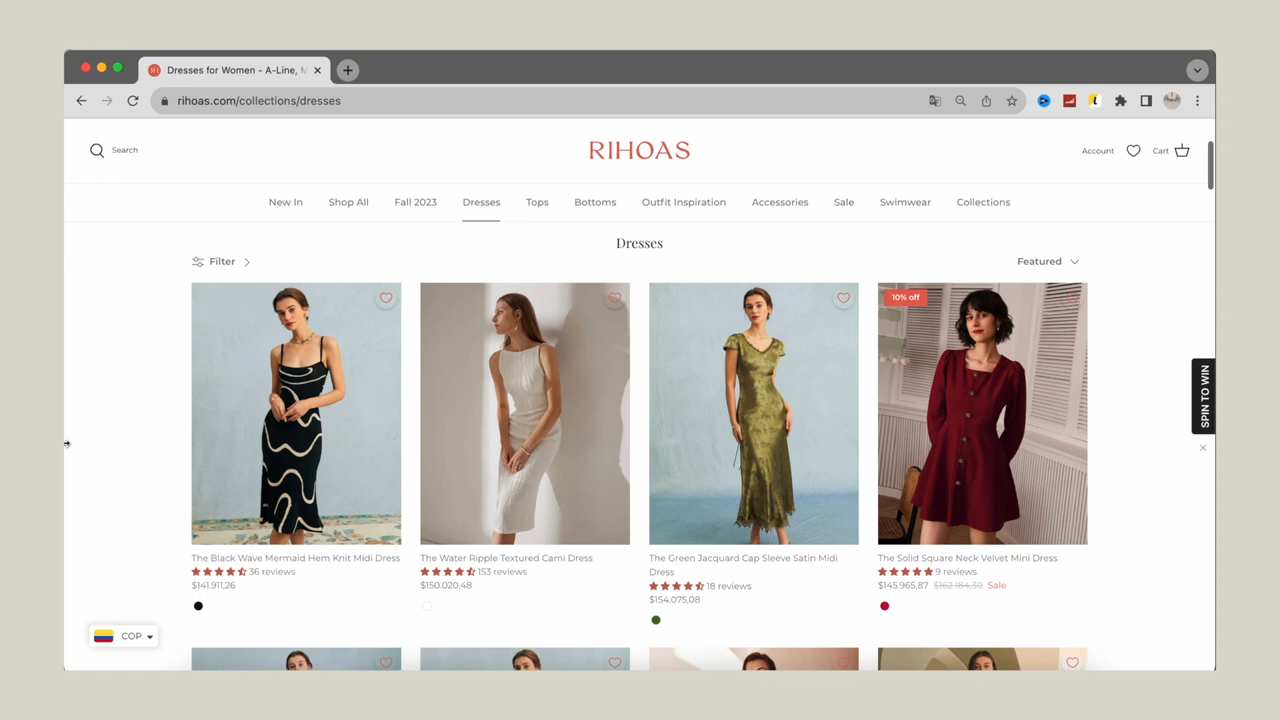 Dresses for Women - A-Line, M
rihoas.com/collections/dresses
Search
RIHOAS
Account
Cart
New In
Shop All
Fall 2023
Dresses
Tops
Bottoms
Outfit Inspiration
Accessories
Sale
Swimwear
Collections
Dresses
Filter
Featured
10% off
SPIN TO WIN
The Black Wave Mermaid Hem Knit Midi Dress
36 reviews
$141.911,26
The Water Ripple Textured Cami Dress
153 reviews
$150.020,48
The Green Jacquard Cap Sleeve Satin Midi
Dress
18 reviews
$154.075,08
The Solid Square Neck Velvet Mini Dress
9 reviews
$145.965,87 $162.184,30 Sale
COP